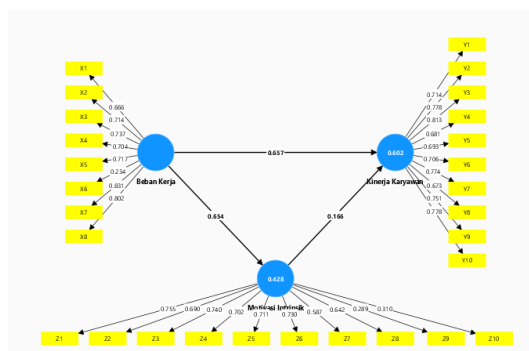 Y1
X1
Y2
X2
Y3
X3
Y4
X4
Y5
X5
Y6
X6
Y7
X7
Y8
X8
Y9
Y10
0.666
0.714
0.737
0.704
0.717
0.234
0.831
0.802
0.714
0.778
0.813
0.681
0.693
0.706
0.774
0.673
0.751
0.778
Beban Kerja
0.657
0.602
Kinerja Karyawan
0.654
0.166
0.428
Motivasi Intrinsik
0.755
0.690
0.740
0.702
0.711
0.730
0.587
0.642
0.289
0.310
Z1
Z2
Z3
Z4
Z5
Z6
Z7
Z8
Z9
Z10